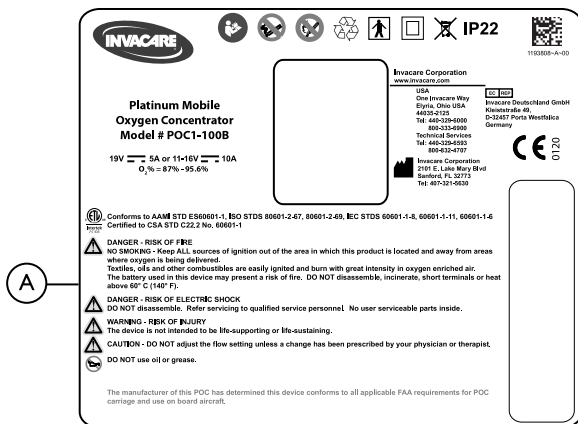 INVACARE
IP22
1193808-A-00
Platinum Mobile
Oxygen Concentrator
Model # POC1-100B
19V 5A or 11-16V 10A
O2% = 87% - 95.6%
Invacare Corporation
www.invacare.com
USA
One Invacare Way
Elyria, Ohio USA
44035-2125
Tel: 440-329-6000
800-333-6900
Technical Services
Tel: 440-329-6593
800-832-4707
Invacare Corporation
2101 E. Lake Mary Blvd
Sanford, FL 32773
Tel: 407-321-5630
EC REP
Invacare Deutschland GmbH
Kleiststraße 49,
D-32457 Porta Westfalica
Germany
CE 0120
ETL
Intertek
Conforms to AAMI STD ES60601-1, ISO STDS 80601-2-67, 80601-2-69, IEC STDS 60601-1-8, 60601-1-11, 60601-1-6
Certified to CSA STD C22.2 No. 60601-1
DANGER - RISK OF FIRE
NO SMOKING - Keep ALL sources of ignition out of the area in which this product is located and away from areas
where oxygen is being delivered.
Textiles, oils and other combustibles are easily ignited and burn with great intensity in oxygen enriched air.
The battery used in this device may present a risk of fire. DO NOT disassemble, incinerate, short terminals or heat
above 60° C (140° F).
A
DANGER - RISK OF ELECTRIC SHOCK
DO NOT disassemble. Refer servicing to qualified service personnel. No user serviceable parts inside.
WARNING - RISK OF INJURY
The device is not intended to be life-supporting or life-sustaining.
CAUTION - DO NOT adjust the flow setting unless a change has been prescribed by your physician or therapist.
DO NOT use oil or grease.
The manufacturer of this POC has determined this device conforms to all applicable FAA requirements for POC
carriage and use on board aircraft.